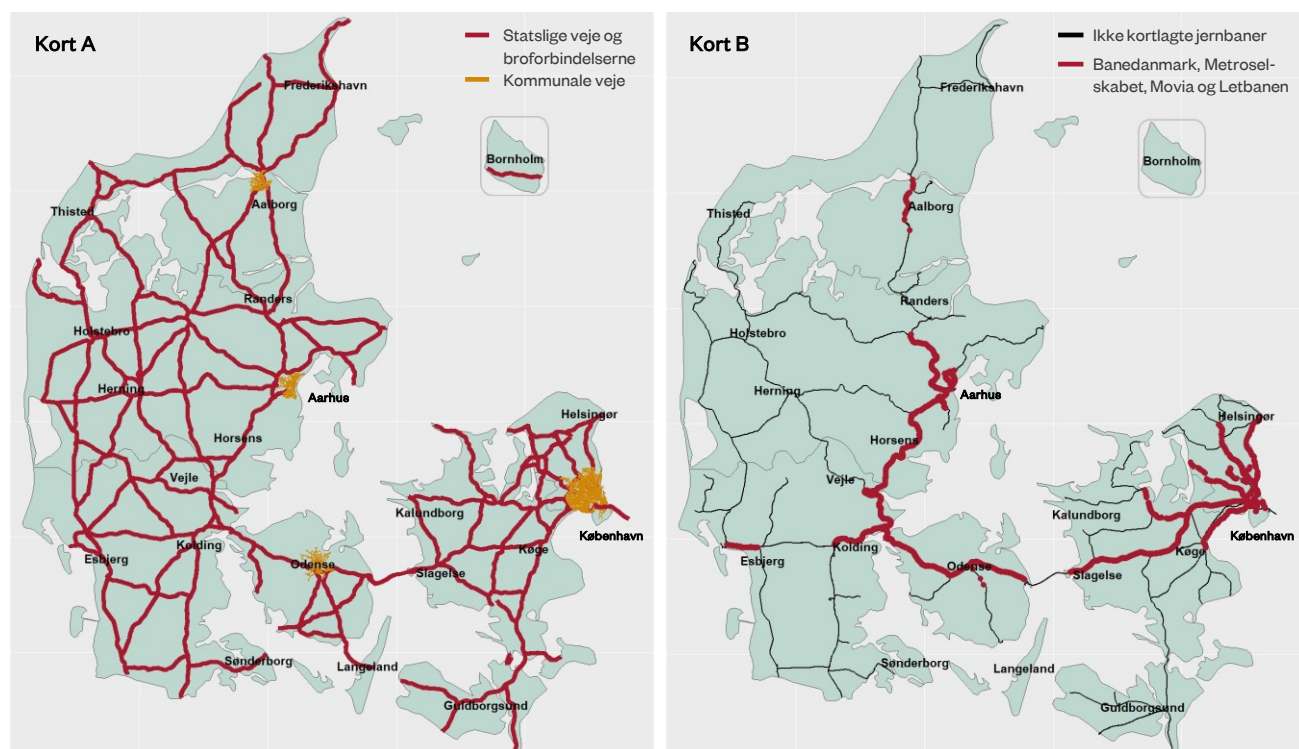 Kort A
Statslige veje og
broforbindelserne
Kommunale veje
Frederikshavn
Bornholm
Thisted
Aalborg
Randers
Holstebro
Herning
Aarhus
Horsens
Helsingør
Vejle
Kalundborg
København
Esbjerg
Kolding
Odense
Slagelse
Køge
Sønderborg
Langeland
Guldborgsund
Kort B
Ikke kortlagte jernbaner
Banedanmark, Metrosel-
skabet, Movia og Letbanen
Frederikshavn
Bornholm
Thisted
Aalborg
Randers
Holstebro
Herning
Aarhus
Horsens
Helsingør
Vejle
Kalundborg
København
Esbjerg
Kolding
Odense
Slagelse
Køge
Sønderborg
Langeland
Guldborgsund